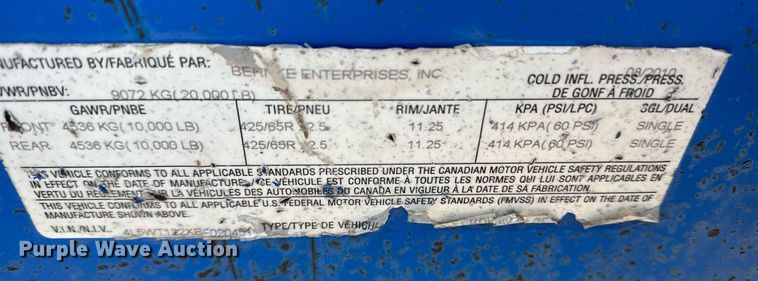 NUFACTURED BY/FABRIQUÉ PAR: ENTERPRISES, INC. 08/2010
VWR/PNBV: 9072 KG(20,000 LB) COLD INFL. PRESS./PRESS.
DE GONF À FROID
GAWR/PNBE TIRE/PNEU RIM/JANTE KPA (PSI/LPC) SGL/DUAL
RONT 4536 KG(10,000 LB) 425/65R 2.5 11.25 414 KPA(60 PSI) SINGLE
REAR 4536 KG(10,000 LB) 425/65R 2.5 11.25 414 KPA(60 PSI) SINGLE
THIS VEHICLE CONFORMS TO ALL APPLICABLE STANDARDS PRESCRIBED UNDER THE CANADIAN MOTOR VEHICLE SAFETY REGULATIONS
IN EFFECT ON THE DATE OF MANUFACTURE./CE VÉHICULE EST CONFORME À TOUTES LES NORMES QUI LUI SONT APPLICABLES EN
VERTU DU RÈGLEMENT SUR LA SÉCURITÉ DES VÉHICULES DES AUTOMOBILES DU CANADA EN VIGUEUR À LA DATE DE SA FABRICATION.
THIS VEHICLE CONFORMS TO ALL APPLICABLE U.S. FEDERAL MOTOR VEHICLE SAFETY STANDARDS (FMVSS) IN EFFECT ON THE DATE OF
MANUFACTURE SHOWN ABOVE.
V.I.N./N.I.V. TYPE/TYPE DE VÉHICUL
Purple Wave Auction